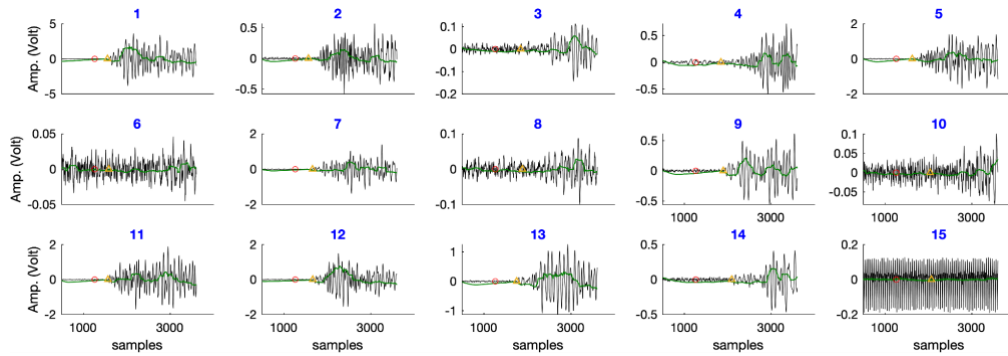 1 2 3 4 5
Amp. (Volt)
5 0 -5
0.5 0 -0.5
0.1 0 -0.1 -0.2
0.5 0 -0.5
2 0 -2
6 7 8 9 10
Amp. (Volt)
0.05 0 -0.05
2 0 -2
0.1 0 -0.1
0.5 0 -0.5
0.1 0.05 0 -0.05
1000 3000 1000 3000
11 12 13 14 15
Amp. (Volt)
2 0 -2
2 0 -2
1 0 -1
0.5 0 -0.5
0.2 0 -0.2
1000 3000 1000 3000 1000 3000 1000 3000 1000 3000
samples samples samples samples samples